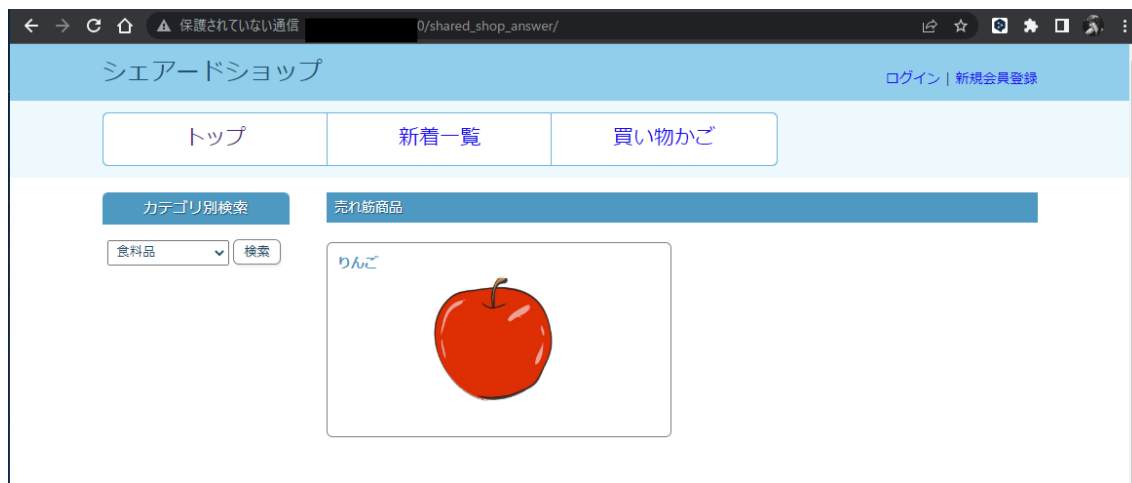 保護されていない通信 0/shared_shop_answer/
シェアードショップ
ログイン | 新規会員登録
トップ 新着一覧 買い物かご
カテゴリ別検索 売れ筋商品
食料品 検索
りんご